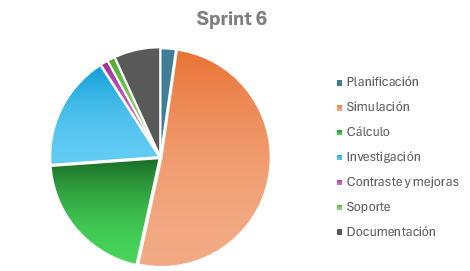 Sprint 6
Planificación
Simulación
Cálculo
Investigación
Contraste y mejoras
Soporte
Documentación